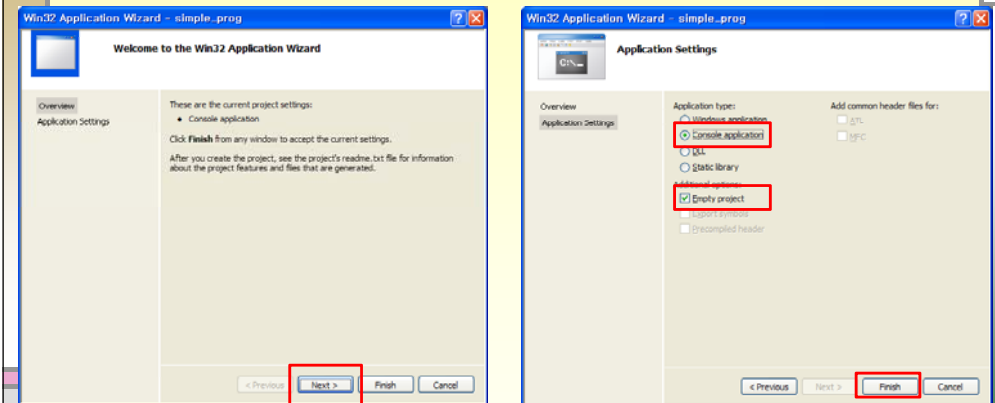 Win32 Application Wizard - simple_prog
Welcome to the Win32 Application Wizard
Overview
Application Settings
These are the current project settings:
• Console application
Click Finish from any window to accept the current settings.
After you create the project, see the project's readme.txt file for information
about the project features and files that are generated.
< Previous
Next >
Finish
Cancel
Win32 Application Wizard - simple_prog
C:\_
Application Settings
Overview
Application Settings
Application type:
Windows application
Console application
DLL
Static library
Additional options:
Empty project
Export symbols
Precompiled header
Add common header files for:
ATL
MFC
< Previous
Next >
Finish
Cancel